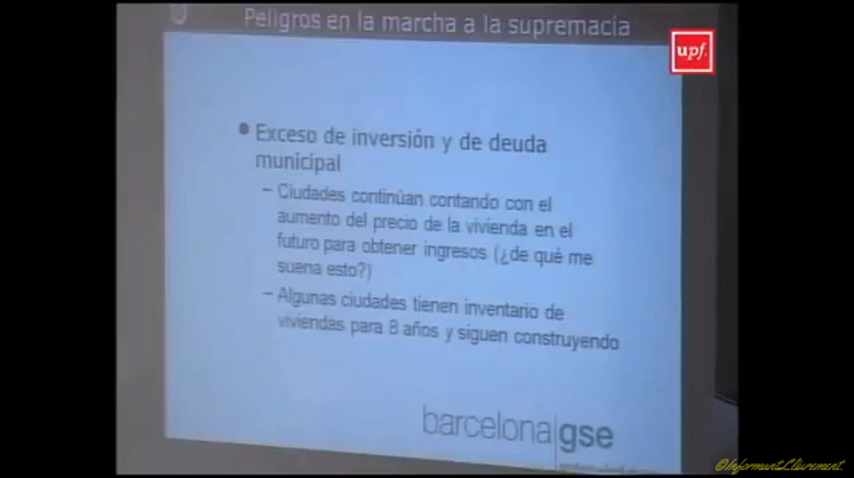 Peligros en la marcha a la supremacía
upf.
• Exceso de inversión y de deuda
municipal
– Ciudades continúan contando con el
aumento del precio de la vivienda en el
futuro para obtener ingresos (¿de qué me
suena esto?)
– Algunas ciudades tienen inventario de
viviendas para 8 años y siguen construyendo
barcelona gse
@InformantLliurement.